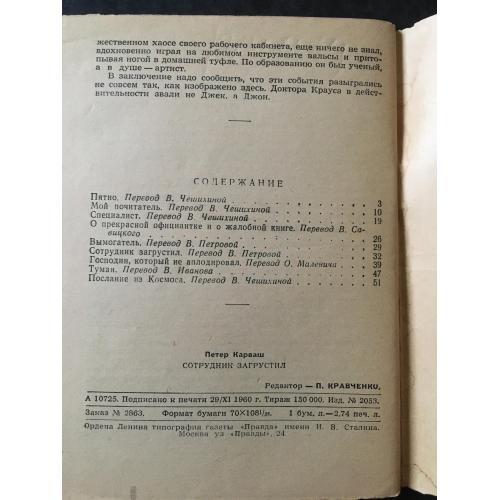 жественном хаосе своего рабочего кабинета, еще ничего не знал,
вдохновенно играя на любимом инструменте вальсы и прито-
пывая ногой в домашней туфле. По образованию он был ученый,
а в душе — артист.
В заключение надо сообщить, что эти события разыгрались
не совсем так, как изображено здесь. Доктора Крауса в дейст-
вительности звали не Джек, а Джон.
СОДЕРЖАНИЕ
Пятно. Перевод В. Чешихиной . . . 3
Мой почитатель. Перевод В. Чешихиной . . . 10
Специалист. Перевод В. Чешихиной . . . 19
О прекрасной официантке и о жалобной книге. Перевод В. Са-
вицкого . . . 26
Вымогатель. Перевод В. Петровой . . . 29
Сотрудник загрустил. Перевод В. Петровой . . . 32
Господин, который не аплодировал. Перевод О. Малевича . . . 39
Туман. Перевод В. Иванова . . . 47
Послание из Космоса. Перевод В. Чешихиной . . . 51
Петер Карваш
СОТРУДНИК ЗАГРУСТИЛ
Редактор — П. КРАВЧЕНКО.
А 10725. Подписано к печати 29/XI 1960 г. Тираж 150 000. Изд. № 2053.
Заказ № 2863. Формат бумаги 70×108¹/₃₂. 1 бум. л.—2,74 печ. л.
Ордена Ленина типография газеты «Правда» имени И. В. Сталина.
Москва ул «Правды», 24.